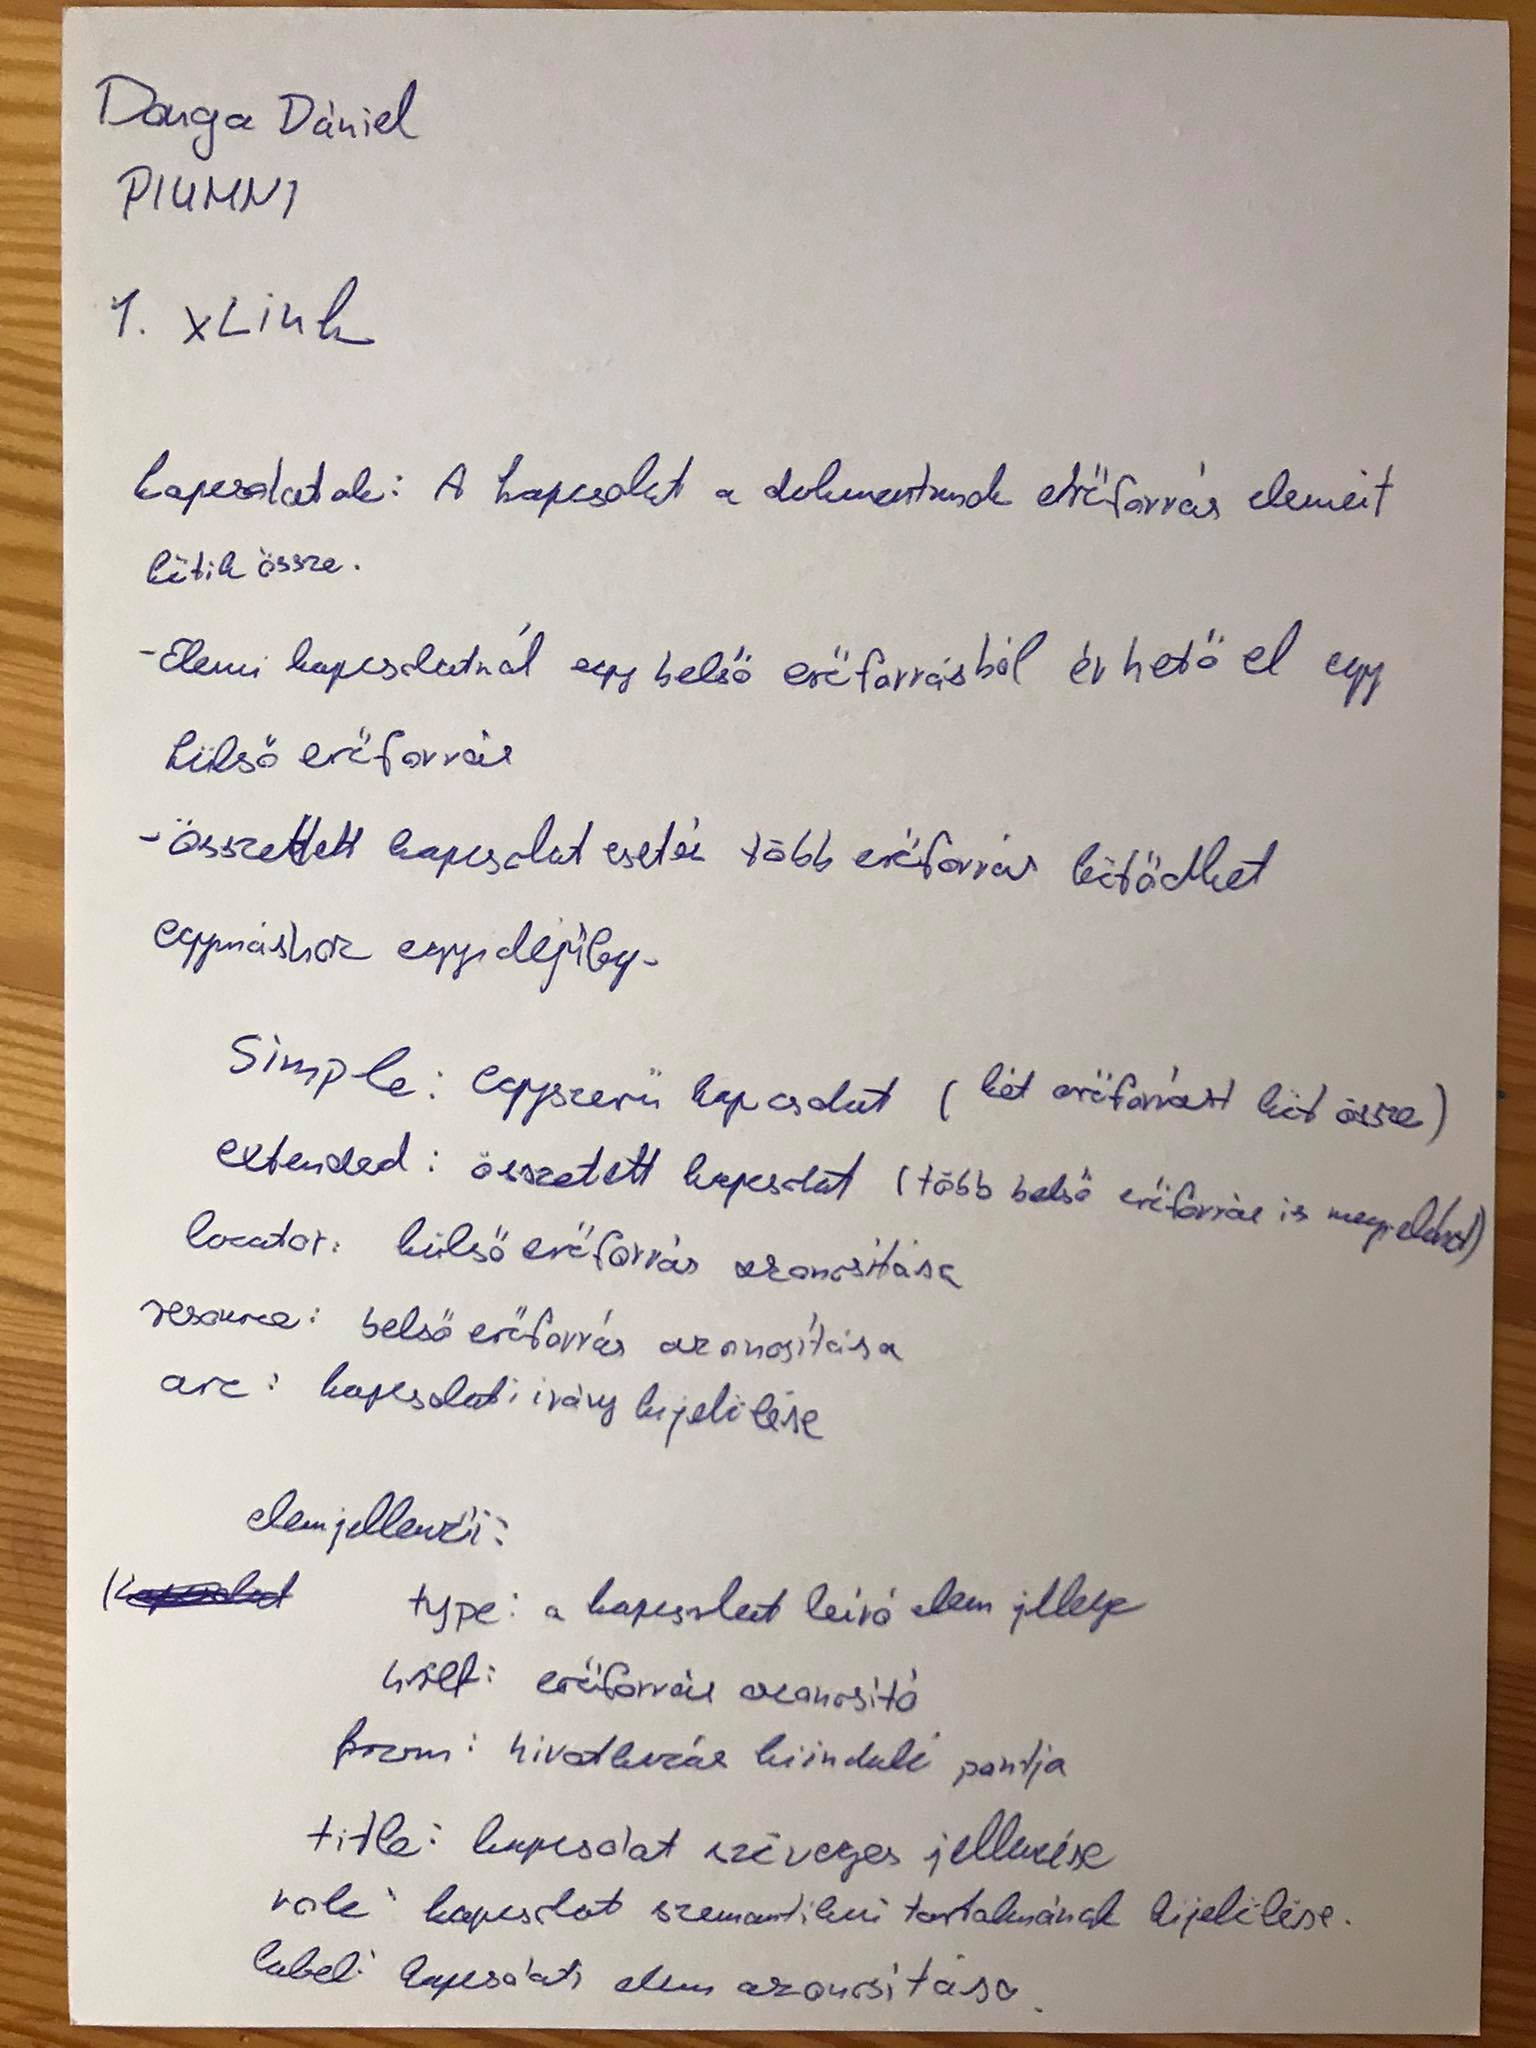 Darga Dániel
PIUMN1
1. xLink
kapcsolatok: A kapcsolat a dokumentumok erőforrás elemeit
kötik össze.
-Elemi kapcsolatnál egy belső erőforrásból érhető el egy
külső erőforrás
-összettett kapcsolat esetén több erőforrás kötődhet
egymáshoz egyidejűleg.
Simple: egyszerű kapcsolat (két erőforrást köt össze)
extended: összetett kapcsolat (több belső erőforrás is megjelenhet)
locator: külső erőforrás azonosítása
resource: belső erőforrás azonosítása
arc: kapcsolati irány kijelölése
elemjellemzői:
type: a kapcsolat leíró elem jellege
href: erőforrás azonosító
from: hivatkozás kiinduló pontja
title: kapcsolat szöveges jellemzése
role: kapcsolat szemantikai tartalmának kijelölése.
label: kapcsolati elem azonosítása.